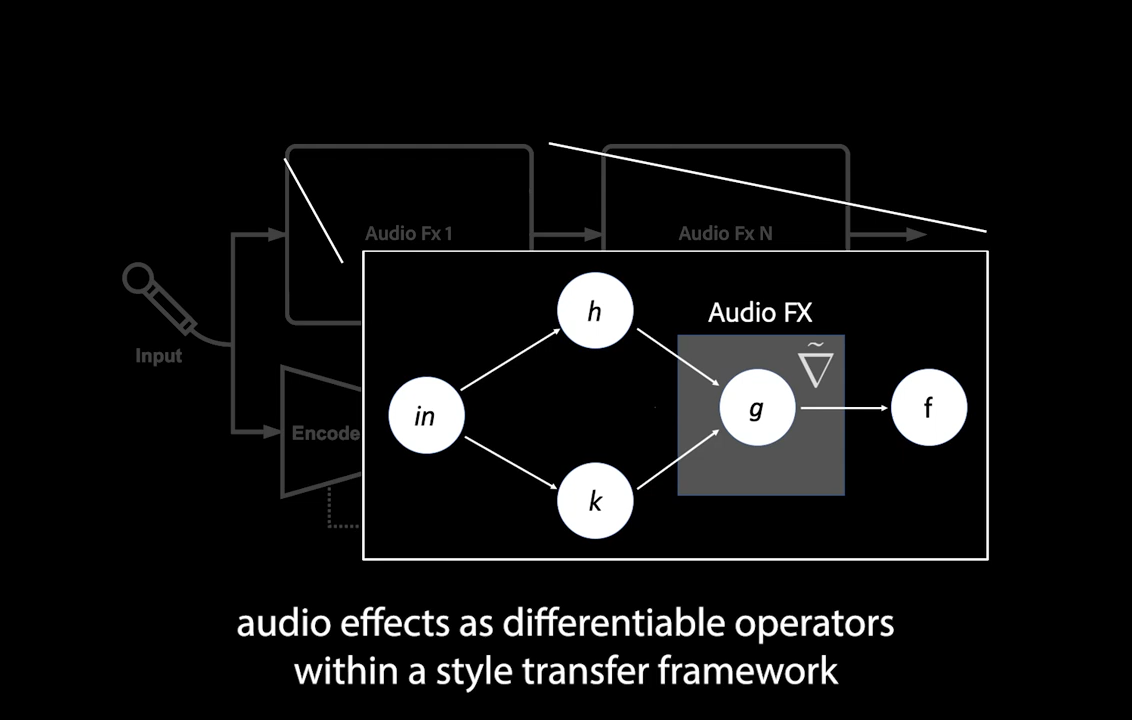 Audio Fx 1
Audio Fx N
Input
Encode
Audio FX
in
h
k
g
∇̃
f
audio effects as differentiable operators
within a style transfer framework